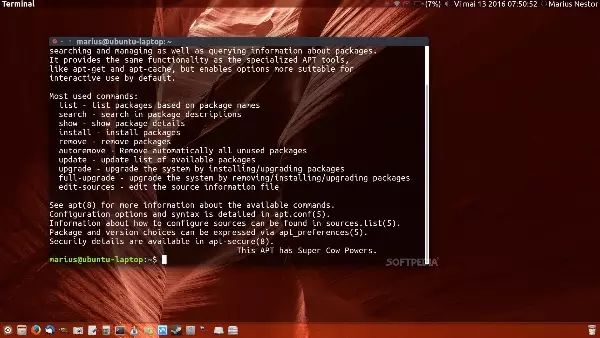 Terminal
(7%) Vi mai 13 2016 07:50:52 Marius Nestor
marius@ubuntu-laptop: ~
searching and managing as well as querying information about packages.
It provides the same functionality as the specialized APT tools,
like apt-get and apt-cache, but enables options more suitable for
interactive use by default.
Most used commands:
list - list packages based on package names
search - search in package descriptions
show - show package details
install - install packages
remove - remove packages
autoremove - Remove automatically all unused packages
update - update list of available packages
upgrade - upgrade the system by installing/upgrading packages
full-upgrade - upgrade the system by removing/installing/upgrading packages
edit-sources - edit the source information file
See apt(8) for more information about the available commands.
Configuration options and syntax is detailed in apt.conf(5).
Information about how to configure sources can be found in sources.list(5).
Package and version choices can be expressed via apt_preferences(5).
Security details are available in apt-secure(8).
This APT has Super Cow Powers.
marius@ubuntu-laptop:~$
SOFTPEDIA